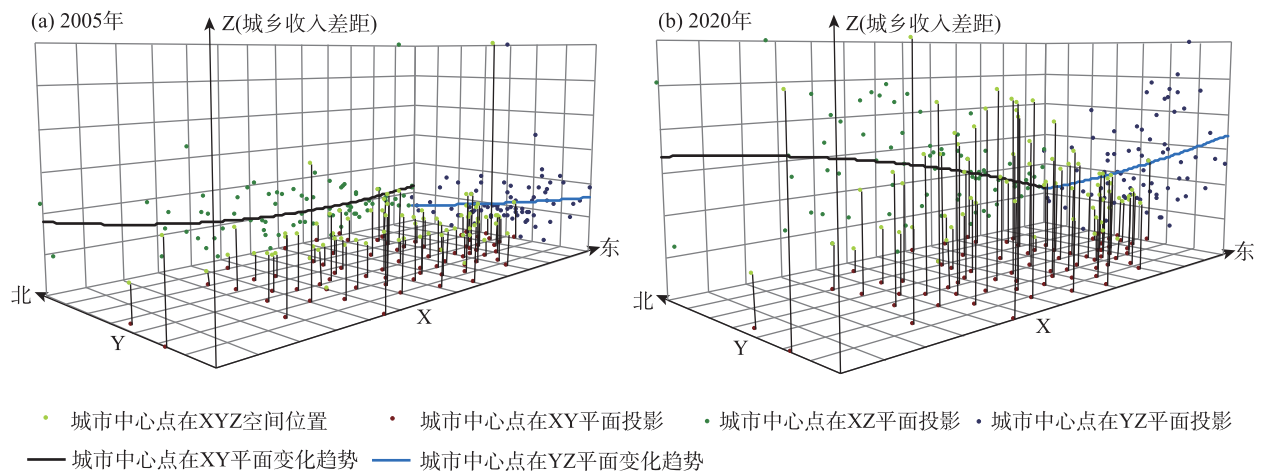 (a) 2005年
Z(城乡收入差距)
北
东
Y
X
(b) 2020年
Z(城乡收入差距)
北
东
Y
X
城市中心点在XYZ空间位置
城市中心点在XY平面投影
城市中心点在XZ平面投影
城市中心点在YZ平面投影
城市中心点在XY平面变化趋势
城市中心点在YZ平面变化趋势